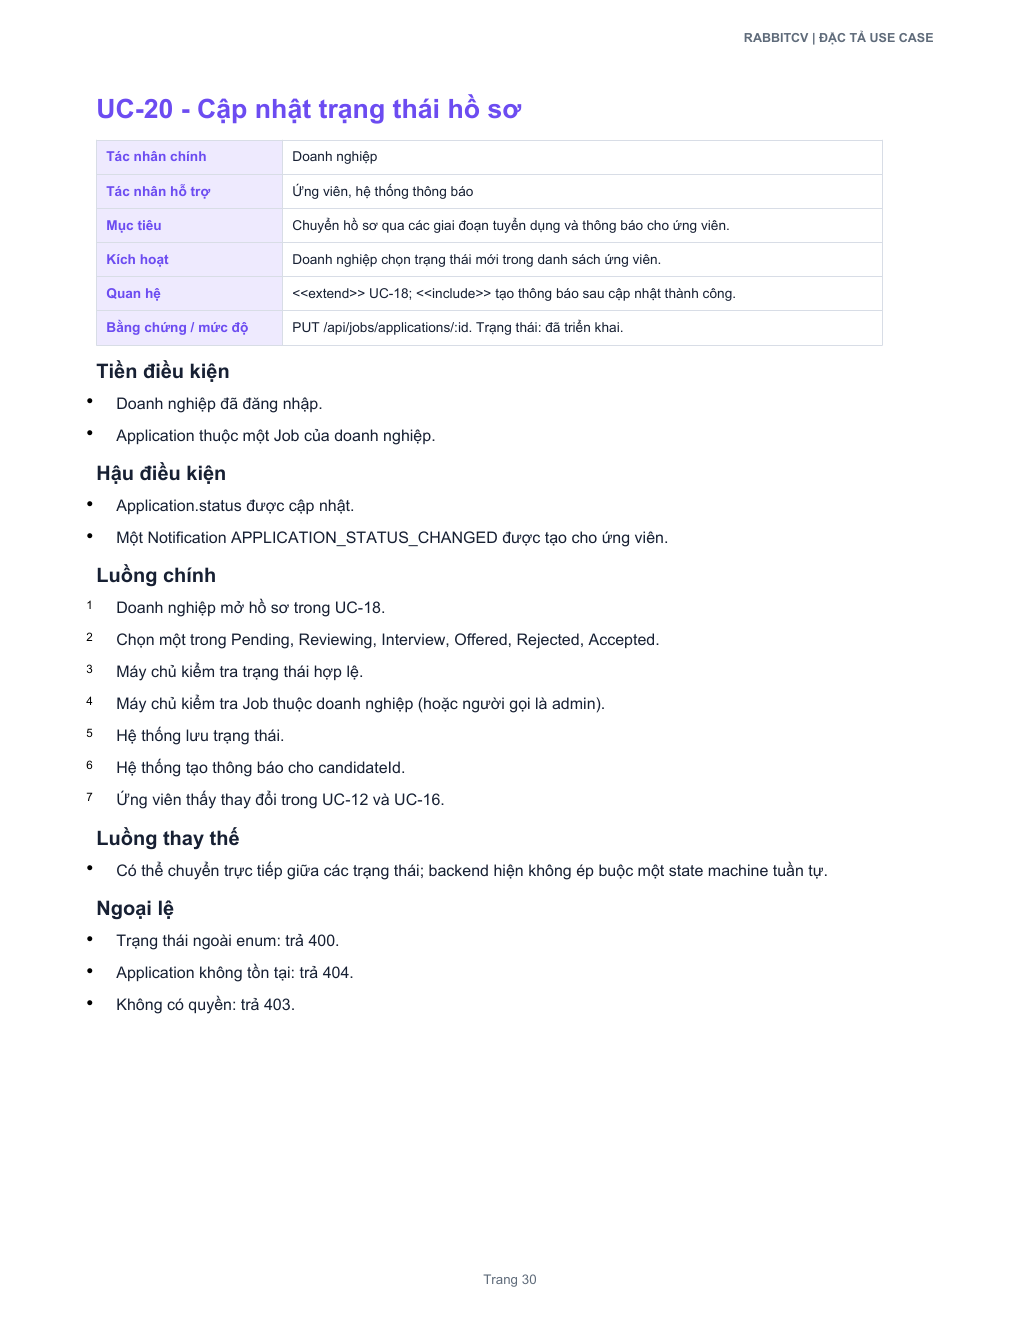 RABBITCV | ĐẶC TẢ USE CASE
UC-20 - Cập nhật trạng thái hồ sơ
Tác nhân chính Doanh nghiệp
Tác nhân hỗ trợ Ứng viên, hệ thống thông báo
Mục tiêu Chuyển hồ sơ qua các giai đoạn tuyển dụng và thông báo cho ứng viên.
Kích hoạt Doanh nghiệp chọn trạng thái mới trong danh sách ứng viên.
Quan hệ <<extend>> UC-18; <<include>> tạo thông báo sau cập nhật thành công.
Bằng chứng / mức độ PUT /api/jobs/applications/:id. Trạng thái: đã triển khai.
Tiền điều kiện
• Doanh nghiệp đã đăng nhập.
• Application thuộc một Job của doanh nghiệp.
Hậu điều kiện
• Application.status được cập nhật.
• Một Notification APPLICATION_STATUS_CHANGED được tạo cho ứng viên.
Luồng chính
1 Doanh nghiệp mở hồ sơ trong UC-18.
2 Chọn một trong Pending, Reviewing, Interview, Offered, Rejected, Accepted.
3 Máy chủ kiểm tra trạng thái hợp lệ.
4 Máy chủ kiểm tra Job thuộc doanh nghiệp (hoặc người gọi là admin).
5 Hệ thống lưu trạng thái.
6 Hệ thống tạo thông báo cho candidateId.
7 Ứng viên thấy thay đổi trong UC-12 và UC-16.
Luồng thay thế
• Có thể chuyển trực tiếp giữa các trạng thái; backend hiện không ép buộc một state machine tuần tự.
Ngoại lệ
• Trạng thái ngoài enum: trả 400.
• Application không tồn tại: trả 404.
• Không có quyền: trả 403.
Trang 30